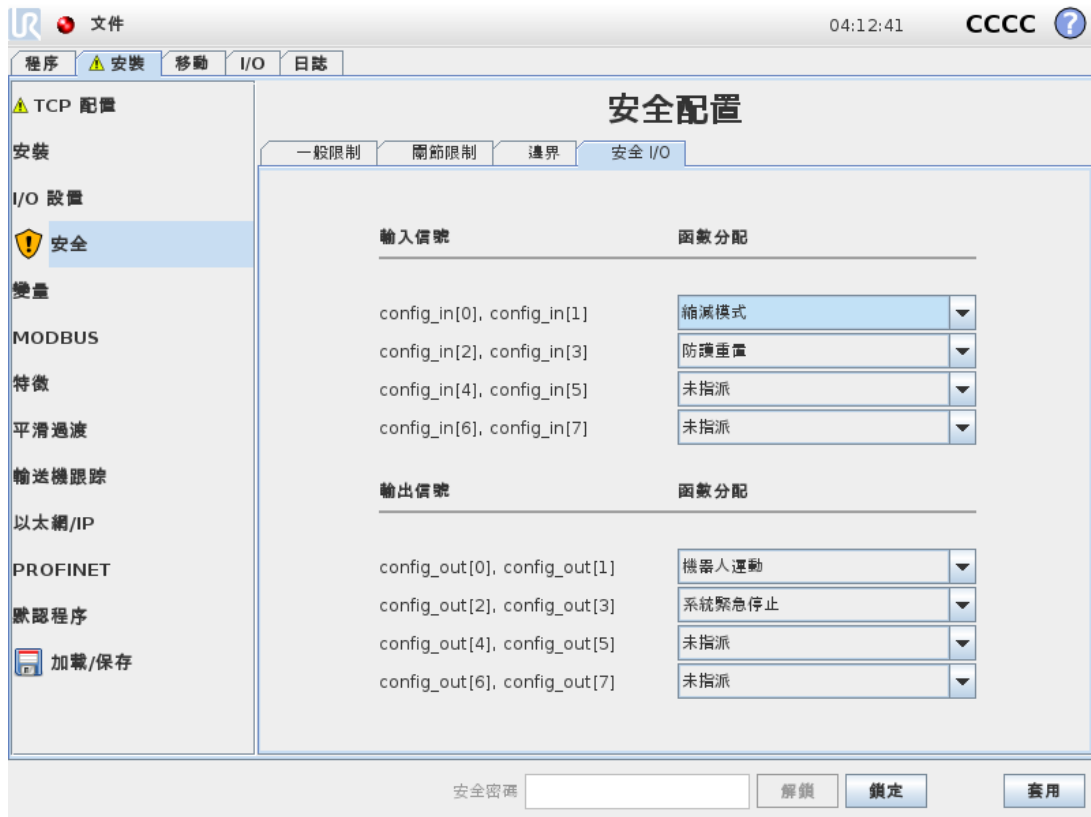 UR 文件 04:12:41 CCCC ?
程序 安裝 移動 I/O 日誌
TCP 配置
安裝
I/O 設置
安全
變量
MODBUS
特徵
平滑過渡
輸送機跟踪
以太網/IP
PROFINET
默認程序
加載/保存
安全配置
一般限制 關節限制 邊界 安全 I/O
輸入信號 函數分配
config_in[0], config_in[1] 縮減模式
config_in[2], config_in[3] 防護重置
config_in[4], config_in[5] 未指派
config_in[6], config_in[7] 未指派
輸出信號 函數分配
config_out[0], config_out[1] 機器人運動
config_out[2], config_out[3] 系統緊急停止
config_out[4], config_out[5] 未指派
config_out[6], config_out[7] 未指派
安全密碼 解鎖 鎖定 套用